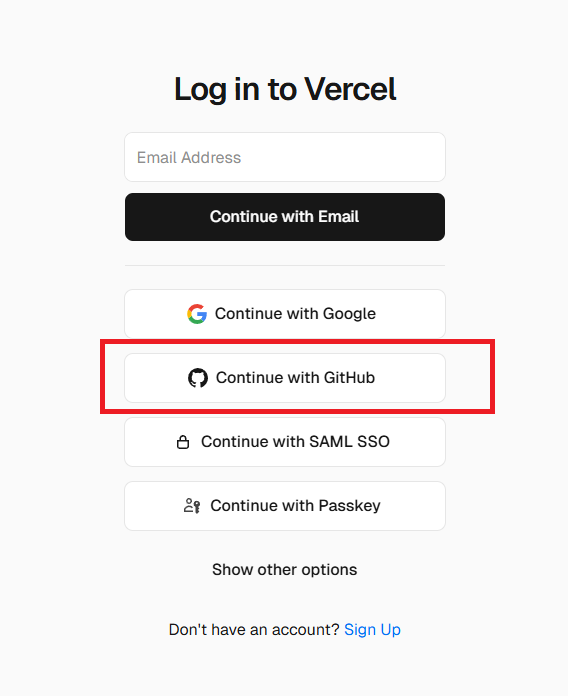 Log in to Vercel
Email Address
Continue with Email
Continue with Google
Continue with GitHub
Continue with SAML SSO
Continue with Passkey
Show other options
Don't have an account? Sign Up